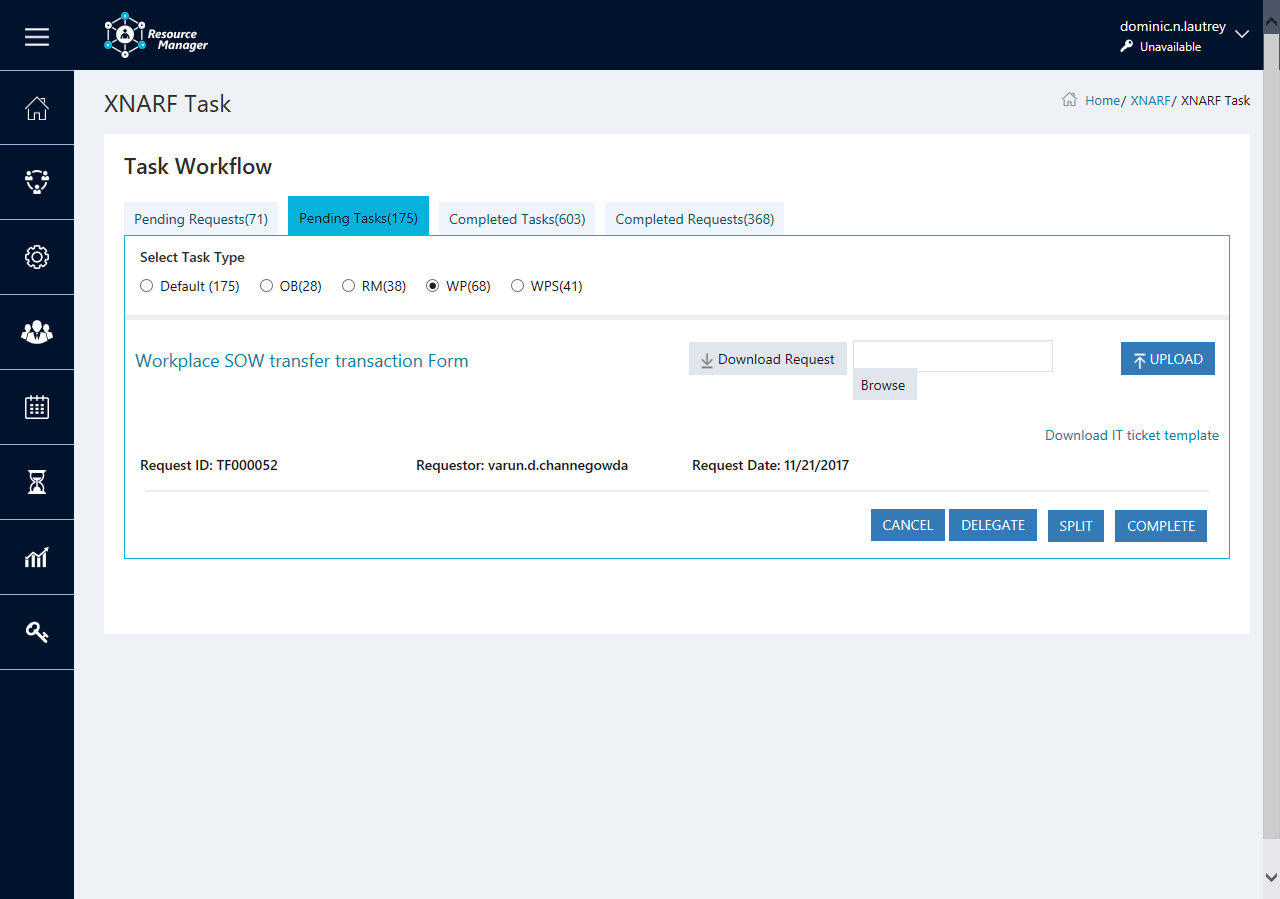 Resource
Manager
dominic.n.lautrey
Unavailable
XNARF Task
Home/ XNARF/ XNARF Task
Task Workflow
Pending Requests(71) Pending Tasks(175) Completed Tasks(603) Completed Requests(368)
Select Task Type
Default (175) OB(28) RM(38) WP(68) WPS(41)
Workplace SOW transfer transaction Form Download Request UPLOAD
Browse
Download IT ticket template
Request ID: TF000052 Requestor: varun.d.channegowda Request Date: 11/21/2017
CANCEL DELEGATE SPLIT COMPLETE